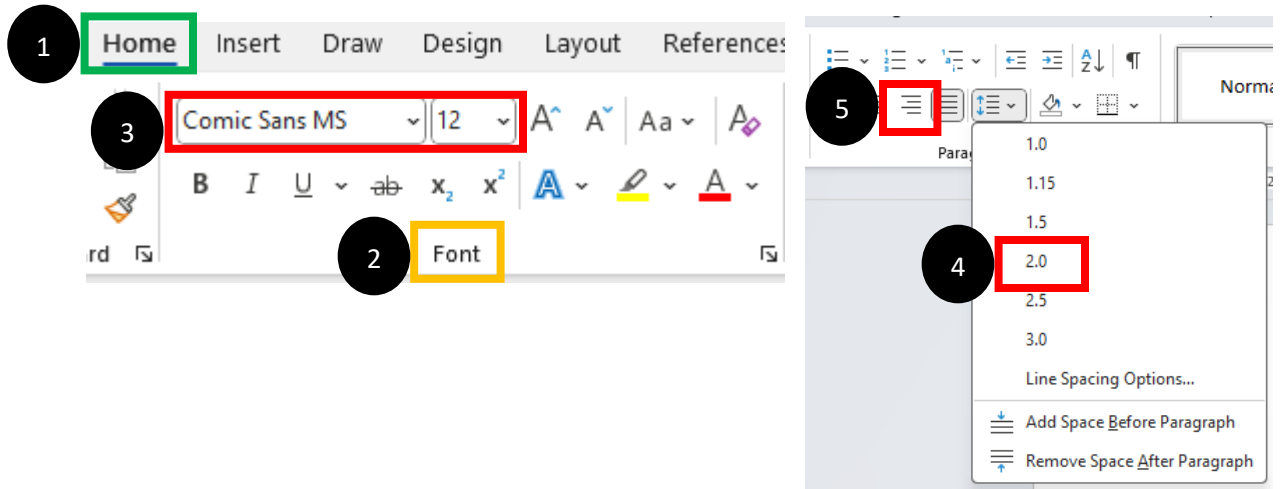 1 Home Insert Draw Design Layout References
3 Comic Sans MS 12 A^ A˅ Aa A
B I U ab x₂ x² A A
rd 2 Font
5
Norma
Parag
1.0
1.15
1.5
4 2.0
2.5
3.0
Line Spacing Options...
Add Space Before Paragraph
Remove Space After Paragraph